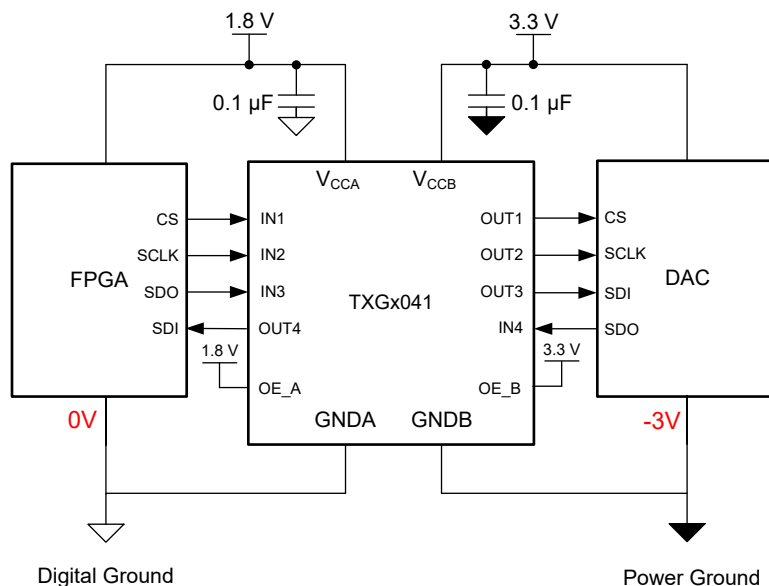 1.8 V
3.3 V
0.1 µF
0.1 µF
VCCA
VCCB
CS
IN1
OUT1
CS
SCLK
IN2
OUT2
SCLK
FPGA
DAC
SDO
IN3
OUT3
SDI
TXGx041
SDI
OUT4
IN4
SDO
1.8 V
3.3 V
OE_A
OE_B
0V
GNDA
GNDB
-3V
Digital Ground
Power Ground